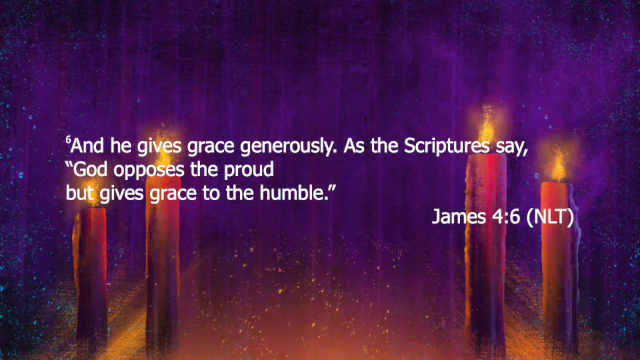 ⁶And he gives grace generously. As the Scriptures say,
“God opposes the proud
but gives grace to the humble.”
James 4:6 (NLT)